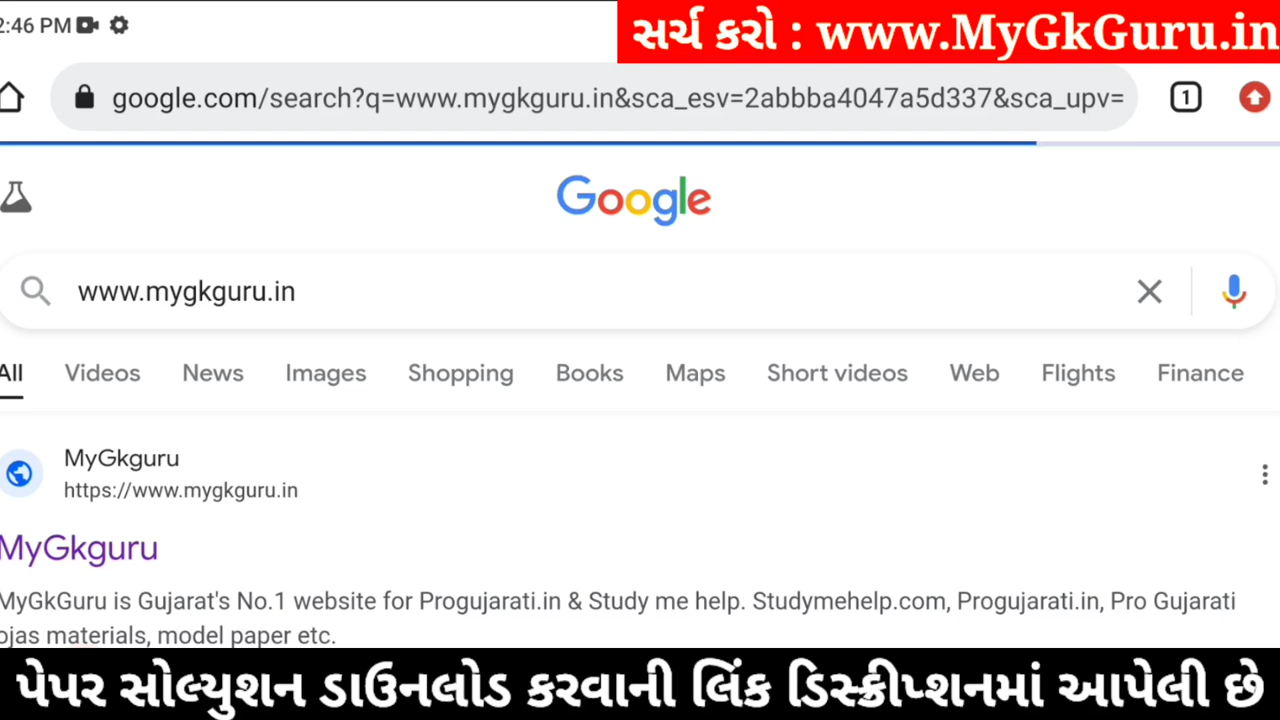 2:46 PM
સર્ચ કરો : www.MyGkGuru.in
google.com/search?q=www.mygkguru.in&sca_esv=2abbba4047a5d337&sca_upv=
1
Google
www.mygkguru.in
All Videos News Images Shopping Books Maps Short videos Web Flights Finance
MyGkguru
https://www.mygkguru.in
MyGkguru
MyGkGuru is Gujarat's No.1 website for Progujarati.in & Study me help. Studymehelp.com, Progujarati.in, Pro Gujarati
ojas materials, model paper etc.
પેપર સોલ્યુશન ડાઉનલોડ કરવાની લિંક ડિસ્ક્રીપ્શનમાં આપેલી છે